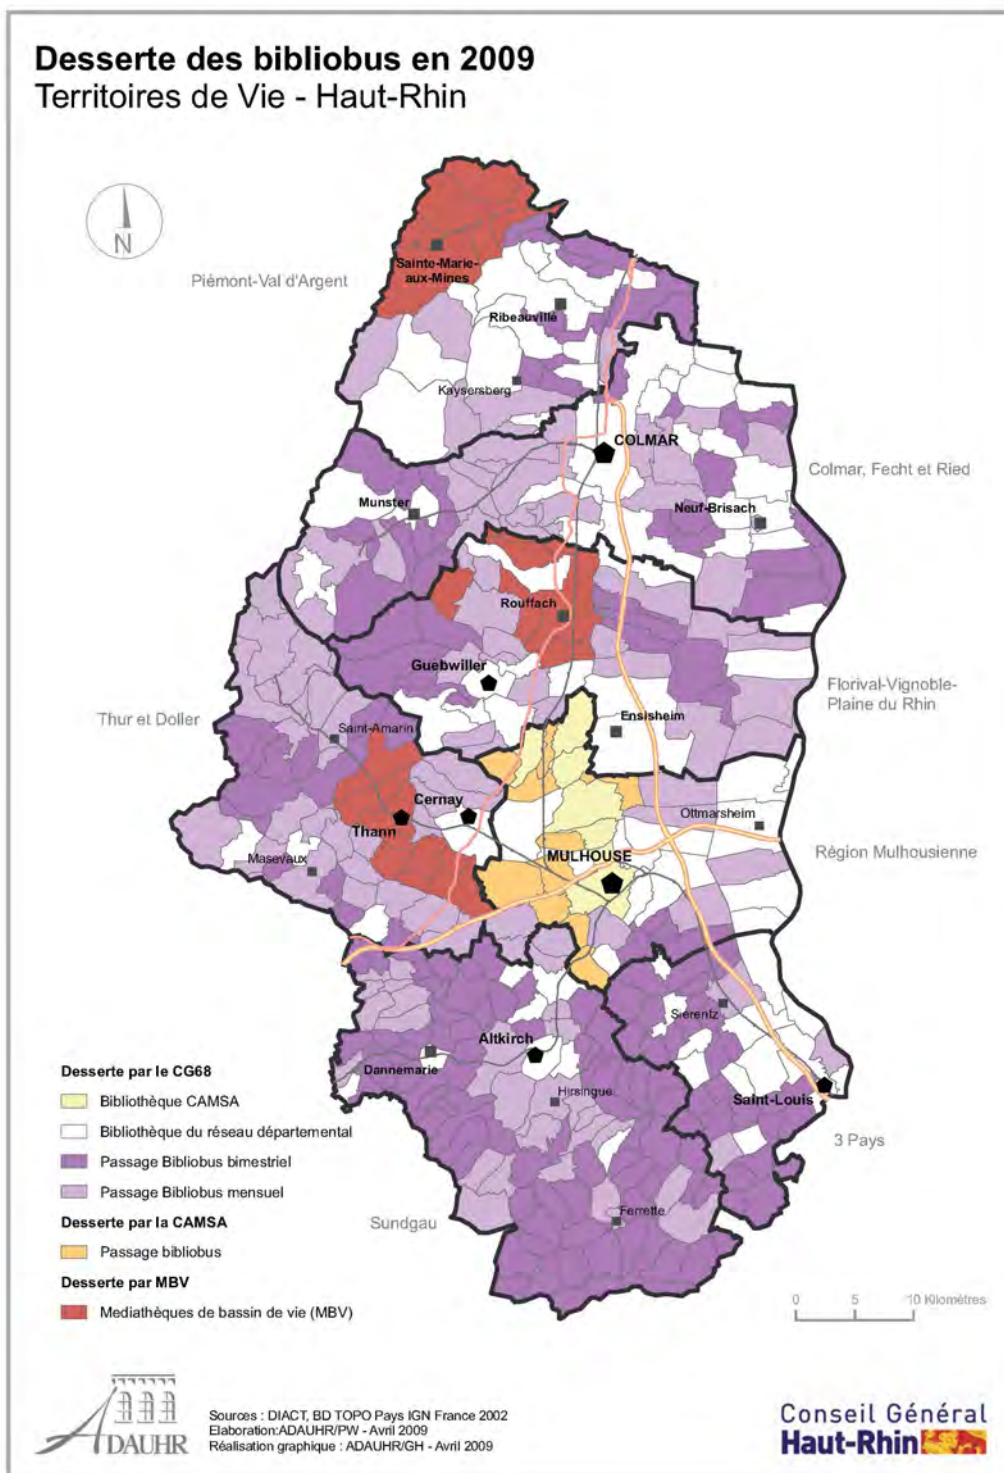 Desserte des bibliobus en 2009
Territoires de Vie - Haut-Rhin
N
Piémont-Val d'Argent
Sainte-Marie-
aux-Mines
Ribeauvillé
Kaysersberg
COLMAR
Colmar, Fecht et Ried
Munster
Neuf-Brisach
Rouffach
Guebwiller
Florival-Vignoble-
Plaine du Rhin
Thur et Doller
Saint-Amarin
Ensisheim
Cernay
Thann
Ottmarsheim
MULHOUSE
Région Mulhousienne
Masevaux
Sierentz
Altkirch
Dannemarie
Hirsingue
Saint-Louis
3 Pays
Sundgau
Ferrette
Desserte par le CG68
Bibliothèque CAMSA
Bibliothèque du réseau départemental
Passage Bibliobus bimestriel
Passage Bibliobus mensuel
Desserte par la CAMSA
Passage bibliobus
Desserte par MBV
Mediathèques de bassin de vie (MBV)
0 5 10 Kilomètres
ADAUHR
Sources : DIACT, BD TOPO Pays IGN France 2002
Elaboration:ADAUHR/PW - Avril 2009
Réalisation graphique : ADAUHR/GH - Avril 2009
Conseil Général
Haut-Rhin